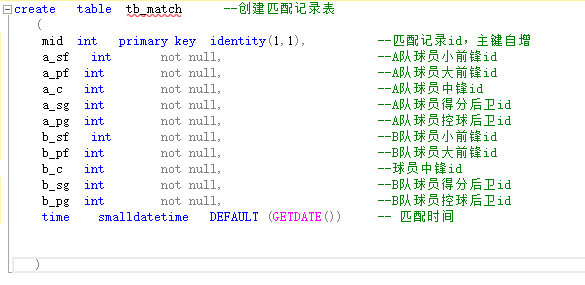 create table tb_match --创建匹配记录表
(
mid int primary key identity(1,1), --匹配记录id，主键自增
a_sf int not null, --A队球员小前锋id
a_pf int not null, --A队球员大前锋id
a_c int not null, --A队球员中锋id
a_sg int not null, --A队球员得分后卫id
a_pg int not null, --A队球员控球后卫id
b_sf int not null, --B队球员小前锋id
b_pf int not null, --B队球员大前锋id
b_c int not null, --球员中锋id
b_sg int not null, --B队球员得分后卫id
b_pg int not null, --B队球员控球后卫id
time smalldatetime DEFAULT (GETDATE()) -- 匹配时间
)